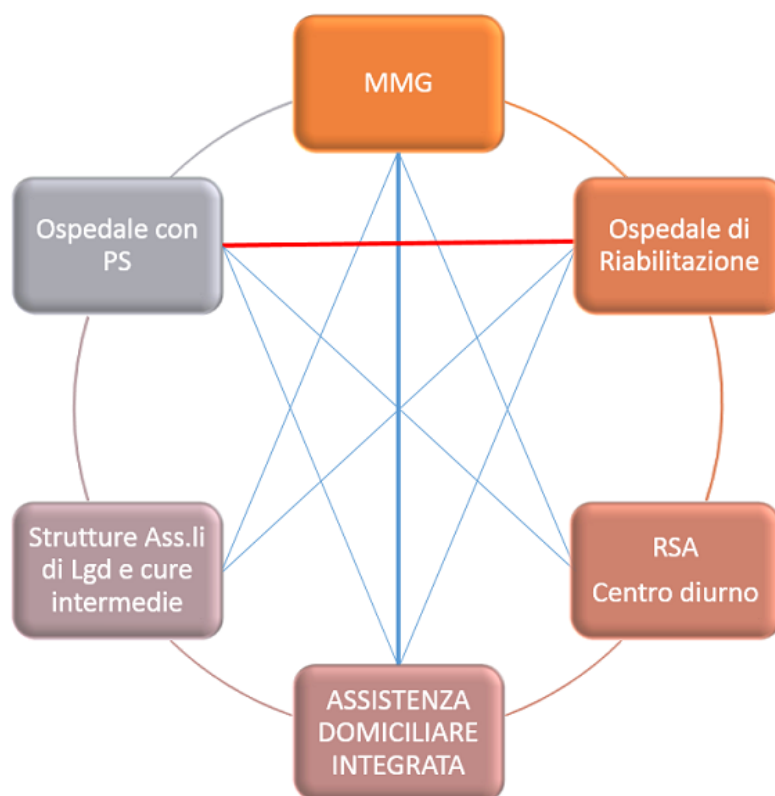 MMG
Ospedale con
PS
Ospedale di
Riabilitazione
Strutture Ass.li
di Lgd e cure
intermedie
RSA
Centro diurno
ASSISTENZA
DOMICILIARE
INTEGRATA